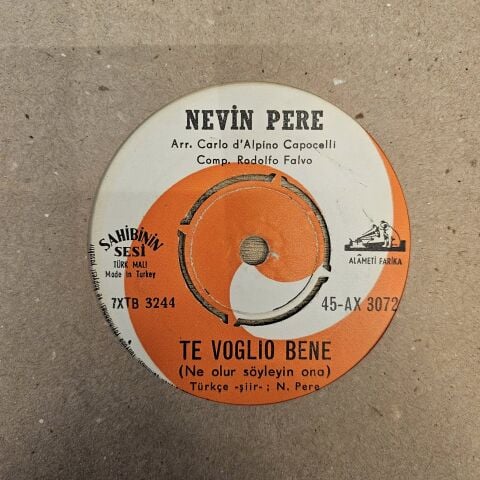 NEVİN PERE
Arr. Carlo d'Alpino Capocelli
Comp. Rodolfo Falvo
SAHİBİNİN
SESİ
TÜRK MALI
Made in Turkey
ALÂMETİ FARİKA
7XTB 3244
45-AX 3072
TE VOGLIO BENE
(Ne olur söyleyin ona)
Türkçe -şiir- ; N. Pere